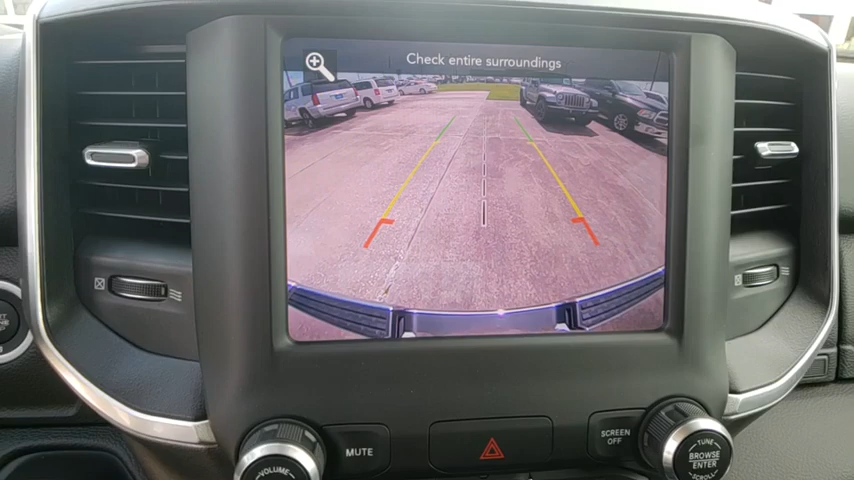 Check entire surroundings
MUTE
SCREEN
OFF
VOLUME
TUNE
BROWSE
ENTER
SCROLL